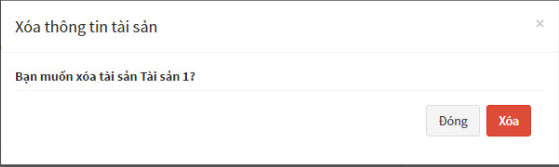 Xóa thông tin tài sản
×
Bạn muốn xóa tài sản Tài sản 1?
Đóng Xóa